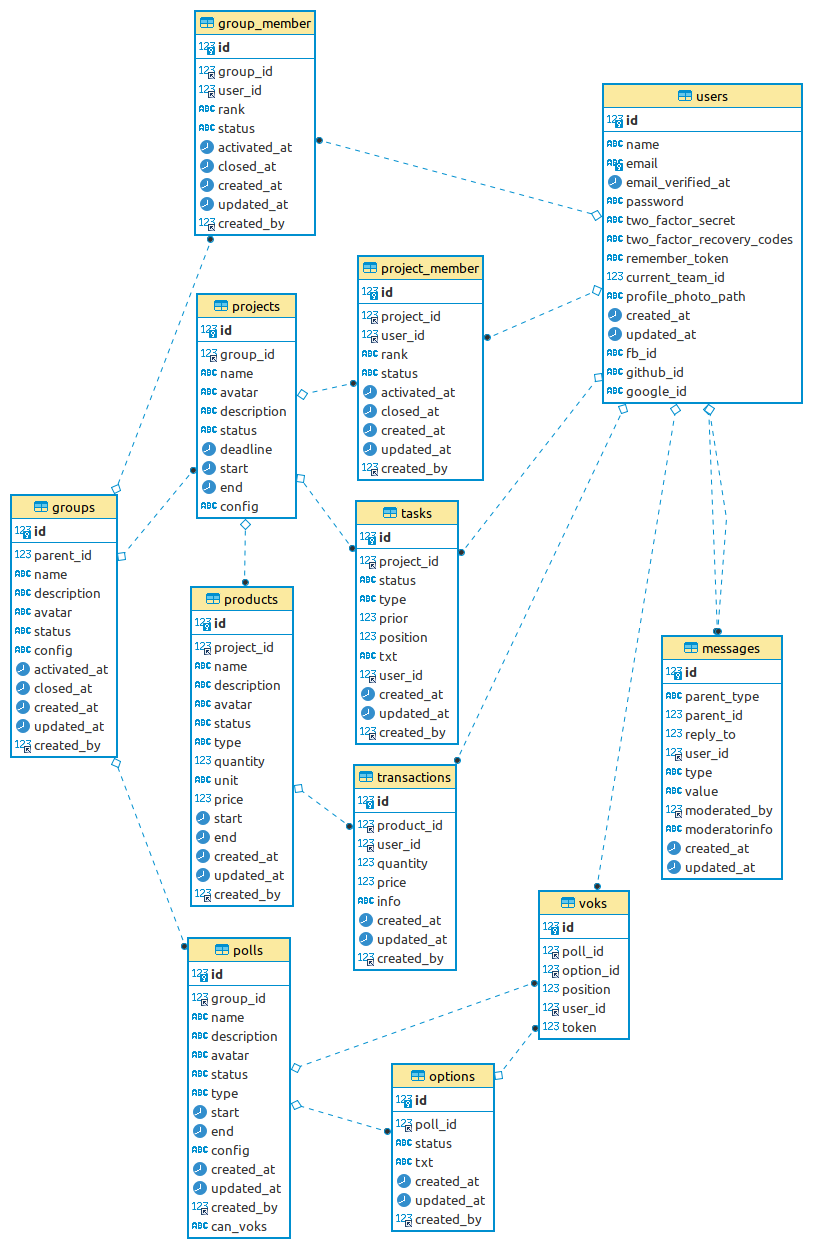 group_member
id
group_id
user_id
rank
status
activated_at
closed_at
created_at
updated_at
created_by
users
id
name
email
email_verified_at
password
two_factor_secret
two_factor_recovery_codes
remember_token
current_team_id
profile_photo_path
created_at
updated_at
fb_id
github_id
google_id
project_member
id
project_id
user_id
rank
status
activated_at
closed_at
created_at
updated_at
created_by
projects
id
group_id
name
avatar
description
status
deadline
start
end
config
groups
id
parent_id
name
description
avatar
status
config
activated_at
closed_at
created_at
updated_at
created_by
tasks
id
project_id
status
type
prior
position
txt
user_id
created_at
updated_at
created_by
products
id
project_id
name
description
avatar
status
type
quantity
unit
price
start
end
created_at
updated_at
created_by
messages
id
parent_type
parent_id
reply_to
user_id
type
value
moderated_by
moderatorinfo
created_at
updated_at
transactions
id
product_id
user_id
quantity
price
info
created_at
updated_at
created_by
voks
id
poll_id
option_id
position
user_id
token
polls
id
group_id
name
description
avatar
status
type
start
end
config
created_at
updated_at
created_by
can_voks
options
id
poll_id
status
txt
created_at
updated_at
created_by